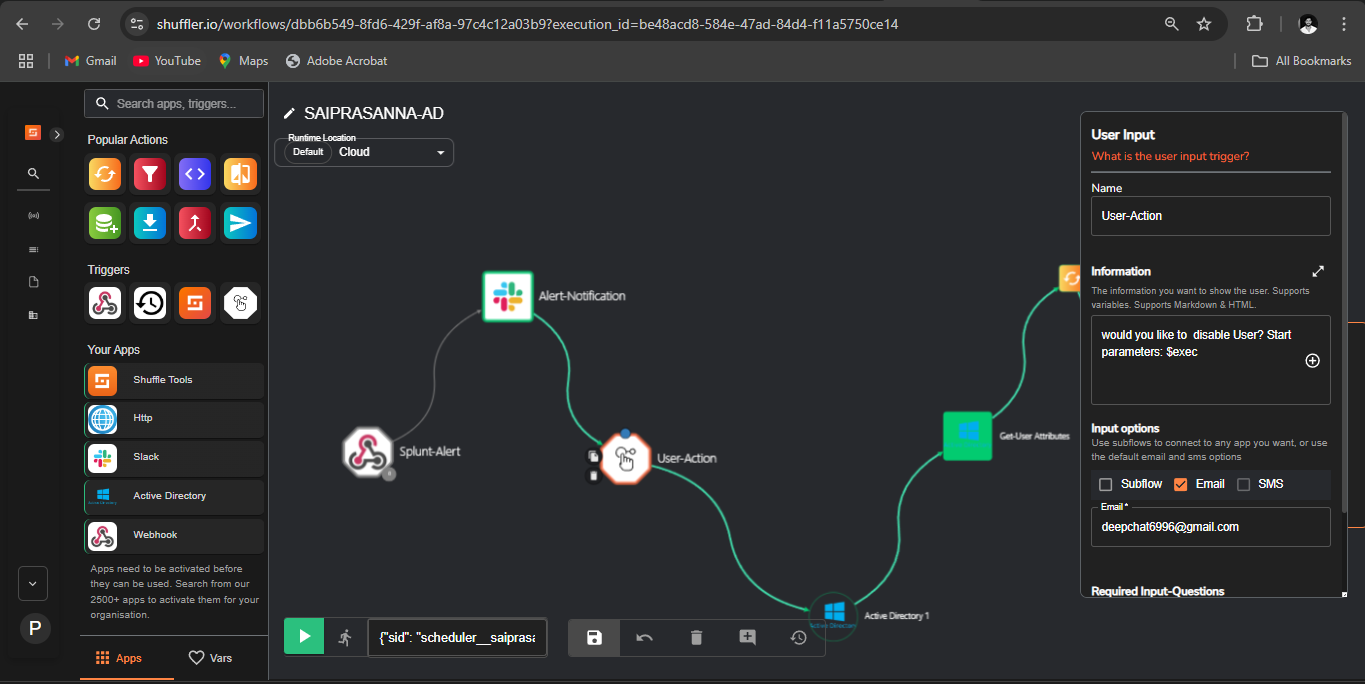 shuffler.io/workflows/dbb6b549-8fd6-429f-af8a-97c4c12a03b9?execution_id=be48acd8-584e-47ad-84d4-f11a5750ce14
Gmail
YouTube
Maps
Adobe Acrobat
All Bookmarks
Search apps, triggers...
Popular Actions
Triggers
Your Apps
Shuffle Tools
Http
Slack
Active Directory
Webhook
Apps need to be activated before
they can be used. Search from our
2500+ apps to activate them for your
organisation.
P
Apps
Vars
SAIPRASANNA-AD
Runtime Location
Default
Cloud
Alert-Notification
Splunt-Alert
User-Action
Get-User Attributes
Active Directory
Active Directory 1
{"sid": "scheduler__saiprasa
User Input
What is the user input trigger?
Name
User-Action
Information
The information you want to show the user. Supports
variables. Supports Markdown & HTML.
would you like to  disable User? Start
parameters: $exec
Input options
Use subflows to connect to any app you want, or use
the default email and sms options
Subflow
Email
SMS
Email *
deepchat6996@gmail.com
Required Input-Questions